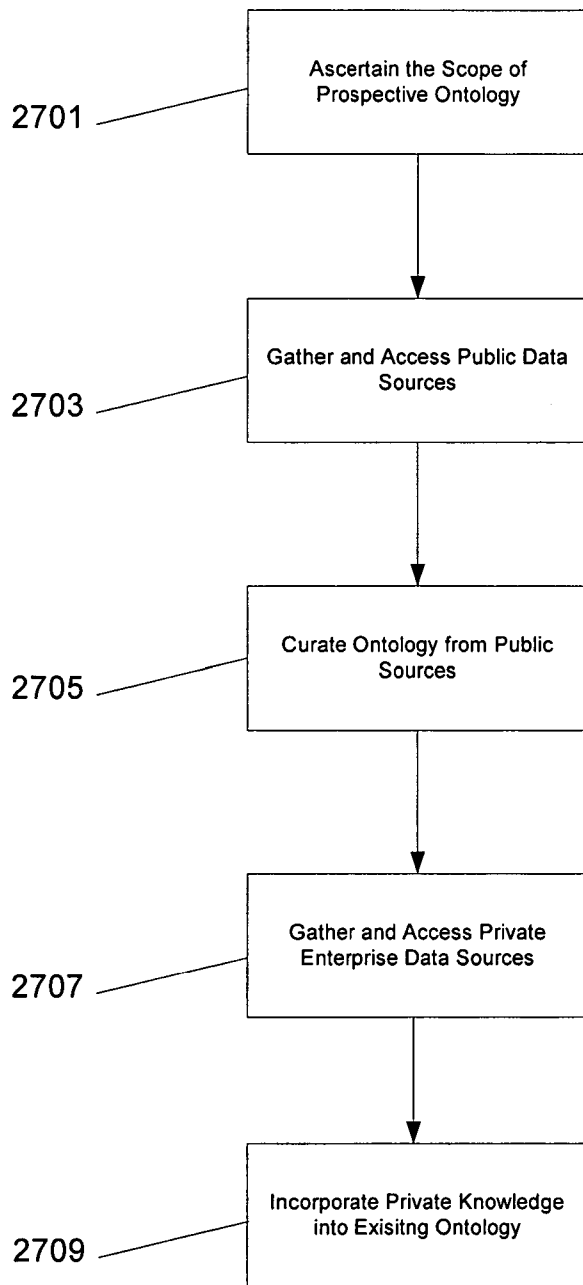 Ascertain the Scope of
Prospective Ontology
2701
Gather and Access Public Data
Sources
2703
Curate Ontology from Public
Sources
2705
Gather and Access Private
Enterprise Data Sources
2707
Incorporate Private Knowledge
into Exisitng Ontology
2709